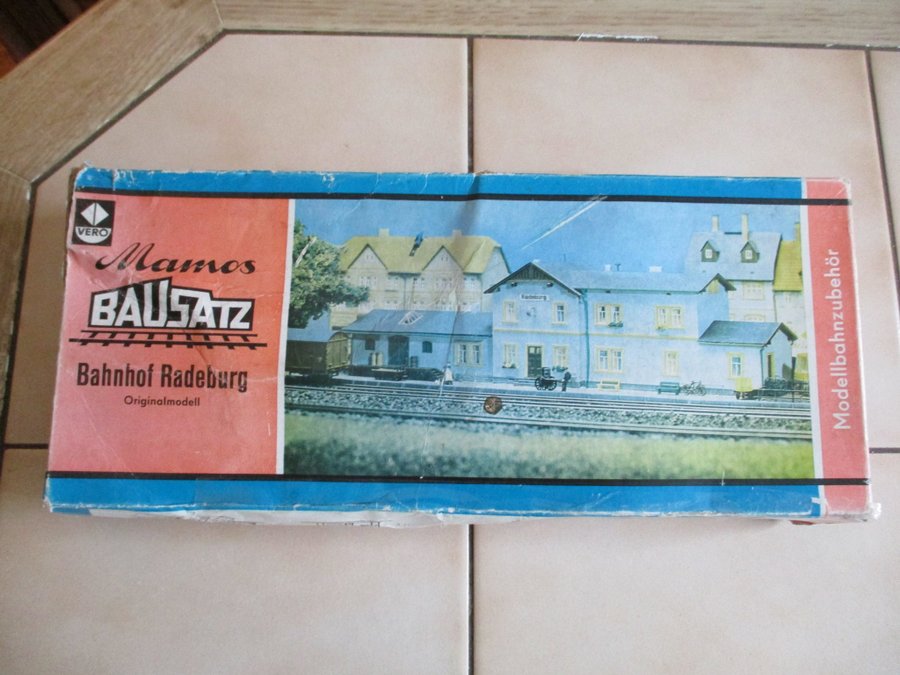 VERO
Mamos
BAUSATZ
Bahnhof Radeburg
Originalmodell
Radeburg
Modellbahnzubehör